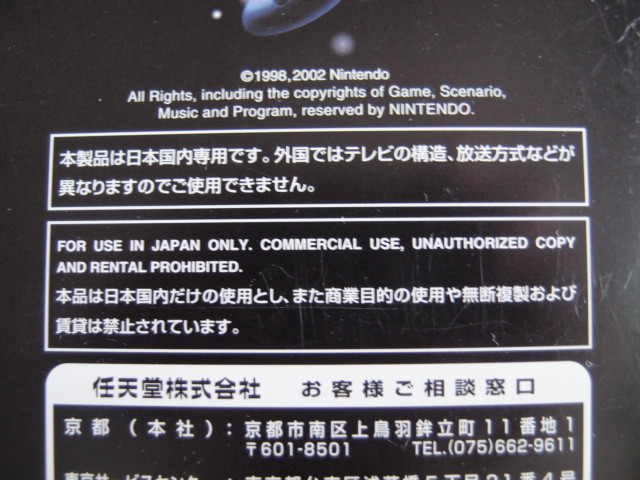 ©1998,2002 Nintendo
All Rights, including the copyrights of Game, Scenario,
Music and Program, reserved by NINTENDO.
本製品は日本国内専用です。外国ではテレビの構造、放送方式などが
異なりますのでご使用できません。
FOR USE IN JAPAN ONLY. COMMERCIAL USE, UNAUTHORIZED COPY
AND RENTAL PROHIBITED.
本品は日本国内だけの使用とし、また商業目的の使用や無断複製および
賃貸は禁止されています。
任天堂株式会社 お客様ご相談窓口
京都(本社): 京都市南区上鳥羽鉾立町11番地1
〒601-8501 TEL.(075)662-9611